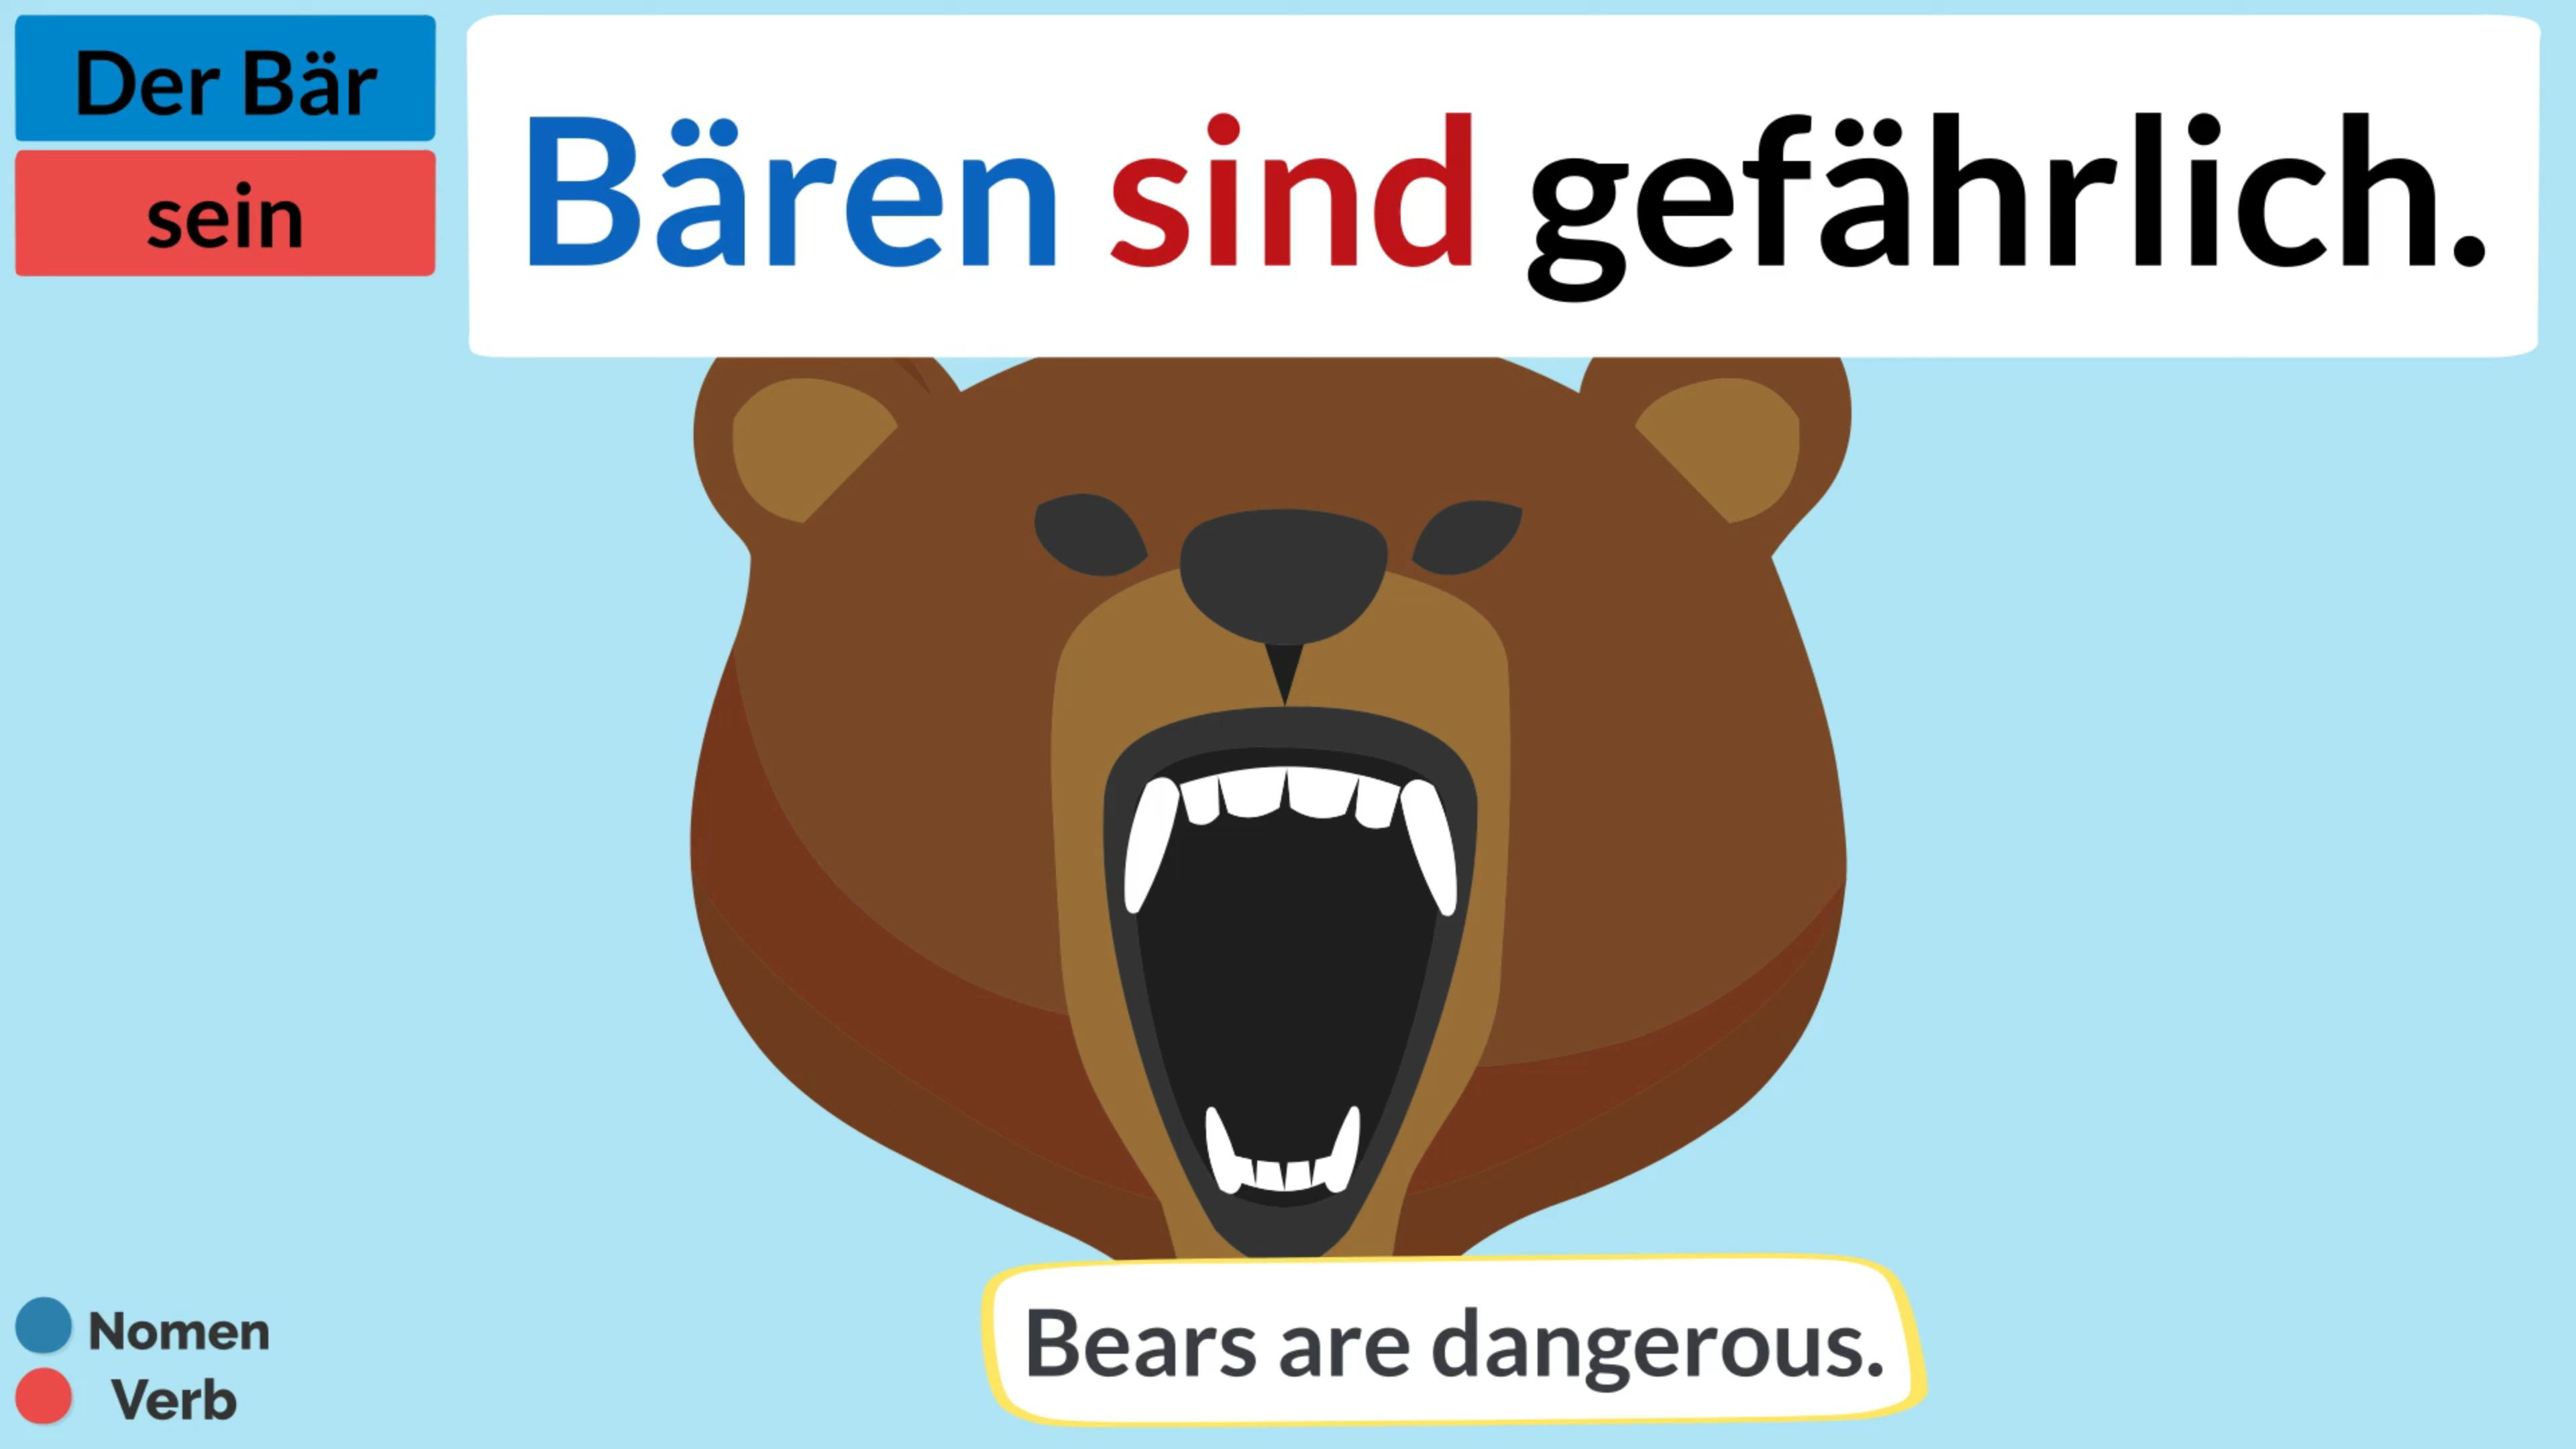 Der Bär
sein
Bären sind gefährlich.
Bears are dangerous.
Nomen
Verb